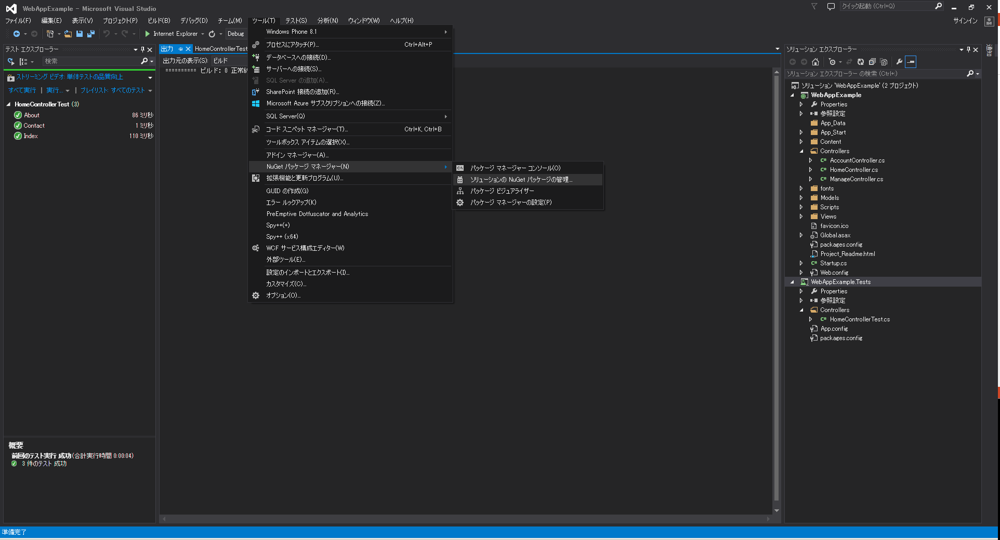 WebAppExample - Microsoft Visual Studio
クイック起動 (Ctrl+Q)
ファイル(F) 編集(E) 表示(V) プロジェクト(P) ビルド(B) デバッグ(D) チーム(M) ツール(T) テスト(S) 分析(N) ウィンドウ(W) ヘルプ(H)
サインイン
Internet Explorer Debug
テスト エクスプローラー
検索
ストリーミング ビデオ: 単体テストの品質向上
すべて実行 | 実行... | プレイリスト: すべてのテスト
HomeControllerTest (3)
About 86 ミリ秒
Contact 1 ミリ秒
Index 110 ミリ秒
概要
前回のテスト実行 成功 (合計実行時間 0:00:04)
3 件のテスト 成功
出力 HomeControllerTest
出力元の表示(S): ビルド
========== ビルド: 0 正常終
Windows Phone 8.1
プロセスにアタッチ(P)... Ctrl+Alt+P
データベースへの接続(D)...
サーバーへの接続(S)...
SQL Server の追加(A)...
SharePoint 接続の追加(R)...
Microsoft Azure サブスクリプションへの接続(Z)...
SQL Server(Q)
コード スニペット マネージャー(T)... Ctrl+K, Ctrl+B
ツールボックス アイテムの選択(X)...
アドイン マネージャー(A)...
NuGet パッケージ マネージャー(N)
拡張機能と更新プログラム(U)...
GUID の作成(G)
エラー ルックアップ(K)
PreEmptive Dotfuscator and Analytics
Spy++(+)
Spy++ (x64)
WCF サービス構成エディター(W)
外部ツール(E)...
設定のインポートとエクスポート(I)...
カスタマイズ(C)...
オプション(O)...
パッケージ マネージャー コンソール(O)
ソリューションの NuGet パッケージの管理...
パッケージ ビジュアライザー
パッケージ マネージャーの設定(P)
ソリューション エクスプローラー
ソリューション エクスプローラー の検索 (Ctrl+:)
ソリューション 'WebAppExample' (2 プロジェクト)
WebAppExample
Properties
参照設定
App_Data
App_Start
Content
Controllers
C# AccountController.cs
C# HomeController.cs
C# ManageController.cs
fonts
Models
Scripts
Views
favicon.ico
Global.asax
packages.config
Project_Readme.html
C# Startup.cs
Web.config
WebAppExample.Tests
Properties
参照設定
Controllers
C# HomeControllerTest.cs
App.config
packages.config
通知
準備完了